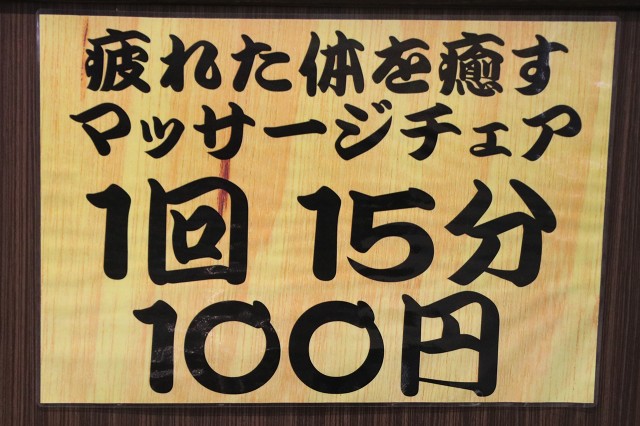 疲れた体を癒す
マッサージチェア
1回 15分
100円